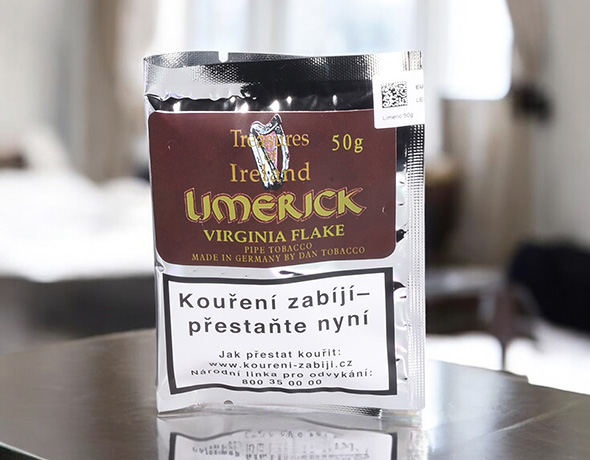 Treasures 50g
Ireland
LIMERICK
VIRGINIA FLAKE
PIPE TOBACCO
MADE IN GERMANY BY DAN TOBACCO
Limeric 50g
Kouření zabíjí–
přestaňte nyní
Jak přestat kouřit:
www.koureni-zabiji.cz
Národní linka pro odvykání:
800 35 00 00